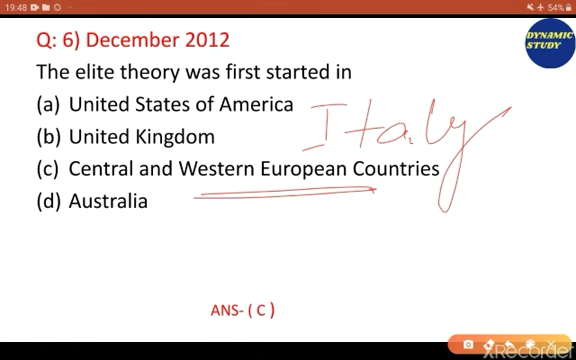 19:48 54%
Q: 6) December 2012
DYNAMIC
STUDY
The elite theory was first started in
(a) United States of America
Italy
(b) United Kingdom
(c) Central and Western European Countries
(d) Australia
ANS- ( C )
XRecorder